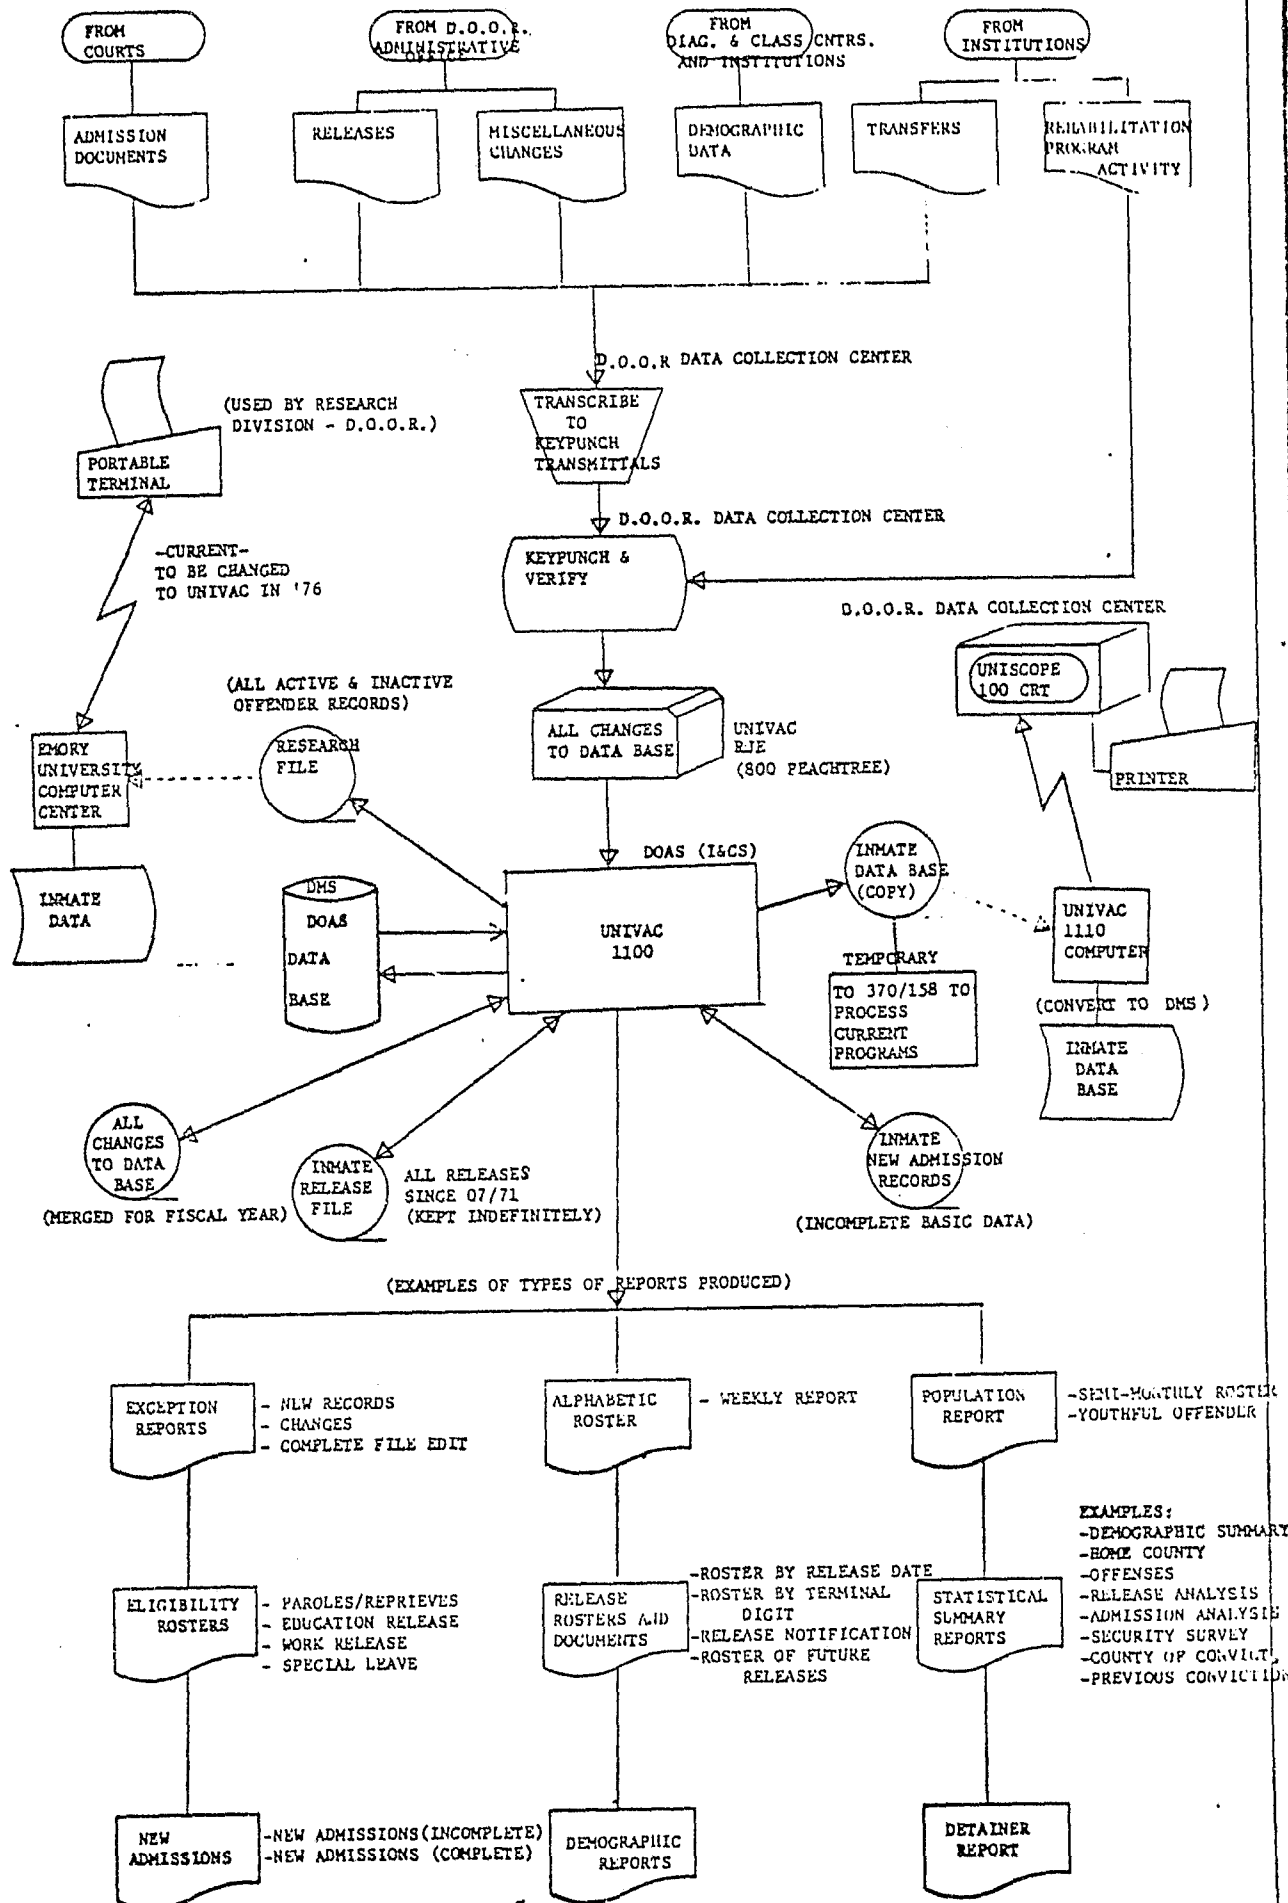 FROM
COURTS
FROM D.O.O.R.
ADMINISTRATIVE
OFFICE
FROM
DIAG. & CLASS CNTRS.
AND INSTITUTIONS
FROM
INSTITUTIONS
ADMISSION
DOCUMENTS
RELEASES
MISCELLANEOUS
CHANGES
DEMOGRAPHIC
DATA
TRANSFERS
REHABILITATION
PROGRAM
ACTIVITY
D.O.O.R DATA COLLECTION CENTER
TRANSCRIBE
TO
KEYPUNCH
TRANSMITTALS
(USED BY RESEARCH
DIVISION - D.O.O.R.)
PORTABLE
TERMINAL
D.O.O.R. DATA COLLECTION CENTER
KEYPUNCH &
VERIFY
-CURRENT-
TO BE CHANGED
TO UNIVAC IN '76
D.O.O.R. DATA COLLECTION CENTER
UNISCOPE
100 CRT
PRINTER
(ALL ACTIVE & INACTIVE
OFFENDER RECORDS)
RESEARCH
FILE
EMORY
UNIVERSITY
COMPUTER
CENTER
INMATE
DATA
ALL CHANGES
TO DATA BASE
UNIVAC
RJE
(800 PEACHTREE)
DOAS (I&CS)
UNIVAC
1100
DMS
DOAS
DATA
BASE
INMATE
DATA BASE
(COPY)
TEMPORARY
TO 370/158 TO
PROCESS
CURRENT
PROGRAMS
UNIVAC
1110
COMPUTER
(CONVERT TO DMS)
INMATE
DATA
BASE
ALL
CHANGES
TO DATA
BASE
(MERGED FOR FISCAL YEAR)
INMATE
RELEASE
FILE
ALL RELEASES
SINCE 07/71
(KEPT INDEFINITELY)
INMATE
NEW ADMISSION
RECORDS
(INCOMPLETE BASIC DATA)
(EXAMPLES OF TYPES OF REPORTS PRODUCED)
EXCEPTION
REPORTS
- NEW RECORDS
- CHANGES
- COMPLETE FILE EDIT
ALPHABETIC
ROSTER
- WEEKLY REPORT
POPULATION
REPORT
-SEMI-MONTHLY ROSTER
-YOUTHFUL OFFENDER
ELIGIBILITY
ROSTERS
- PAROLES/REPRIEVES
- EDUCATION RELEASE
- WORK RELEASE
- SPECIAL LEAVE
RELEASE
ROSTERS AND
DOCUMENTS
-ROSTER BY RELEASE DATE
-ROSTER BY TERMINAL
DIGIT
-RELEASE NOTIFICATION
-ROSTER OF FUTURE
RELEASES
STATISTICAL
SUMMARY
REPORTS
EXAMPLES:
-DEMOGRAPHIC SUMMARY
-HOME COUNTY
-OFFENSES
-RELEASE ANALYSIS
-ADMISSION ANALYSIS
-SECURITY SURVEY
-COUNTY OF CONVICT,
-PREVIOUS CONVICTION
NEW
ADMISSIONS
-NEW ADMISSIONS(INCOMPLETE)
-NEW ADMISSIONS (COMPLETE)
DEMOGRAPHIC
REPORTS
DETAINER
REPORT